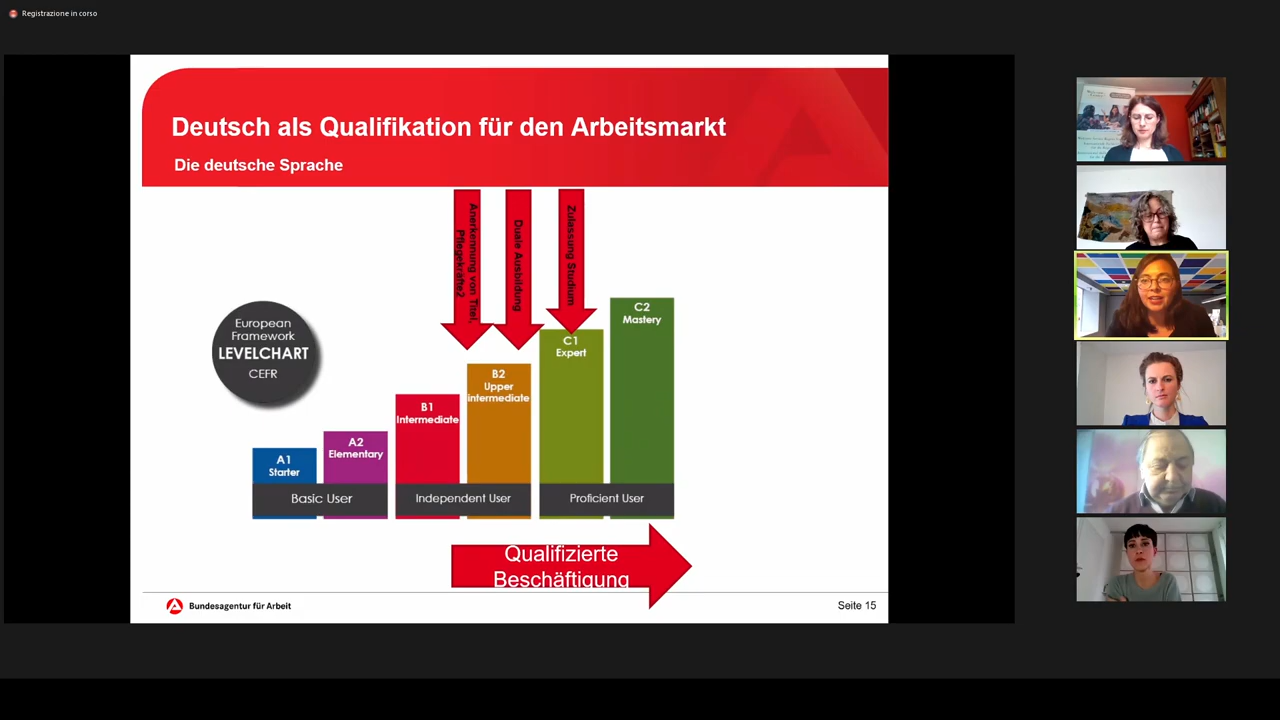 Registrazione in corso
Deutsch als Qualifikation für den Arbeitsmarkt
Die deutsche Sprache
Anerkennung von Titel,
Pflegekräfte2
Duale Ausbildung
Zulassung Studium
European
Framework
LEVELCHART
CEFR
A1
Starter
A2
Elementary
B1
Intermediate
B2
Upper
intermediate
C1
Expert
C2
Mastery
Basic User
Independent User
Proficient User
Qualifizierte
Beschäftigung
Bundesagentur für Arbeit
Seite 15